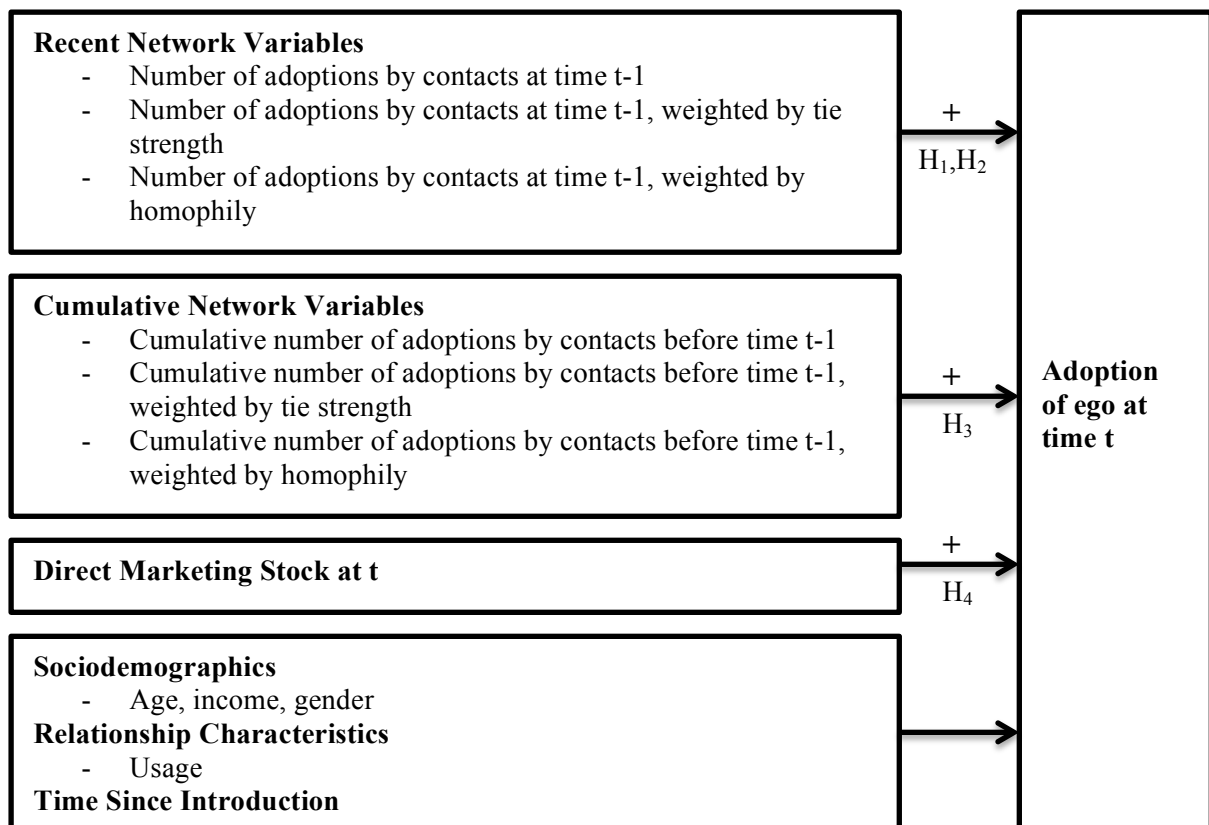 Recent Network Variables
- Number of adoptions by contacts at time t-1
- Number of adoptions by contacts at time t-1, weighted by tie
strength
- Number of adoptions by contacts at time t-1, weighted by
homophily
+
H₁,H₂
Cumulative Network Variables
- Cumulative number of adoptions by contacts before time t-1
- Cumulative number of adoptions by contacts before time t-1,
weighted by tie strength
- Cumulative number of adoptions by contacts before time t-1,
weighted by homophily
+
H₃
Direct Marketing Stock at t
+
H₄
Sociodemographics
- Age, income, gender
Relationship Characteristics
- Usage
Time Since Introduction
Adoption
of ego at
time t